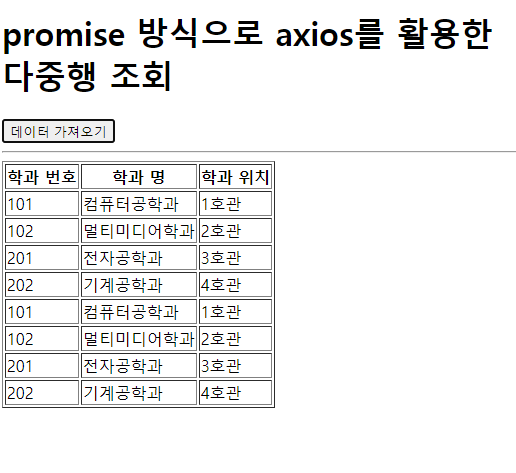 promise 방식으로 axios를 활용한
다중행 조회
데이터 가져오기
학과 번호 학과 명 학과 위치
101 컴퓨터공학과 1호관
102 멀티미디어학과 2호관
201 전자공학과 3호관
202 기계공학과 4호관
101 컴퓨터공학과 1호관
102 멀티미디어학과 2호관
201 전자공학과 3호관
202 기계공학과 4호관